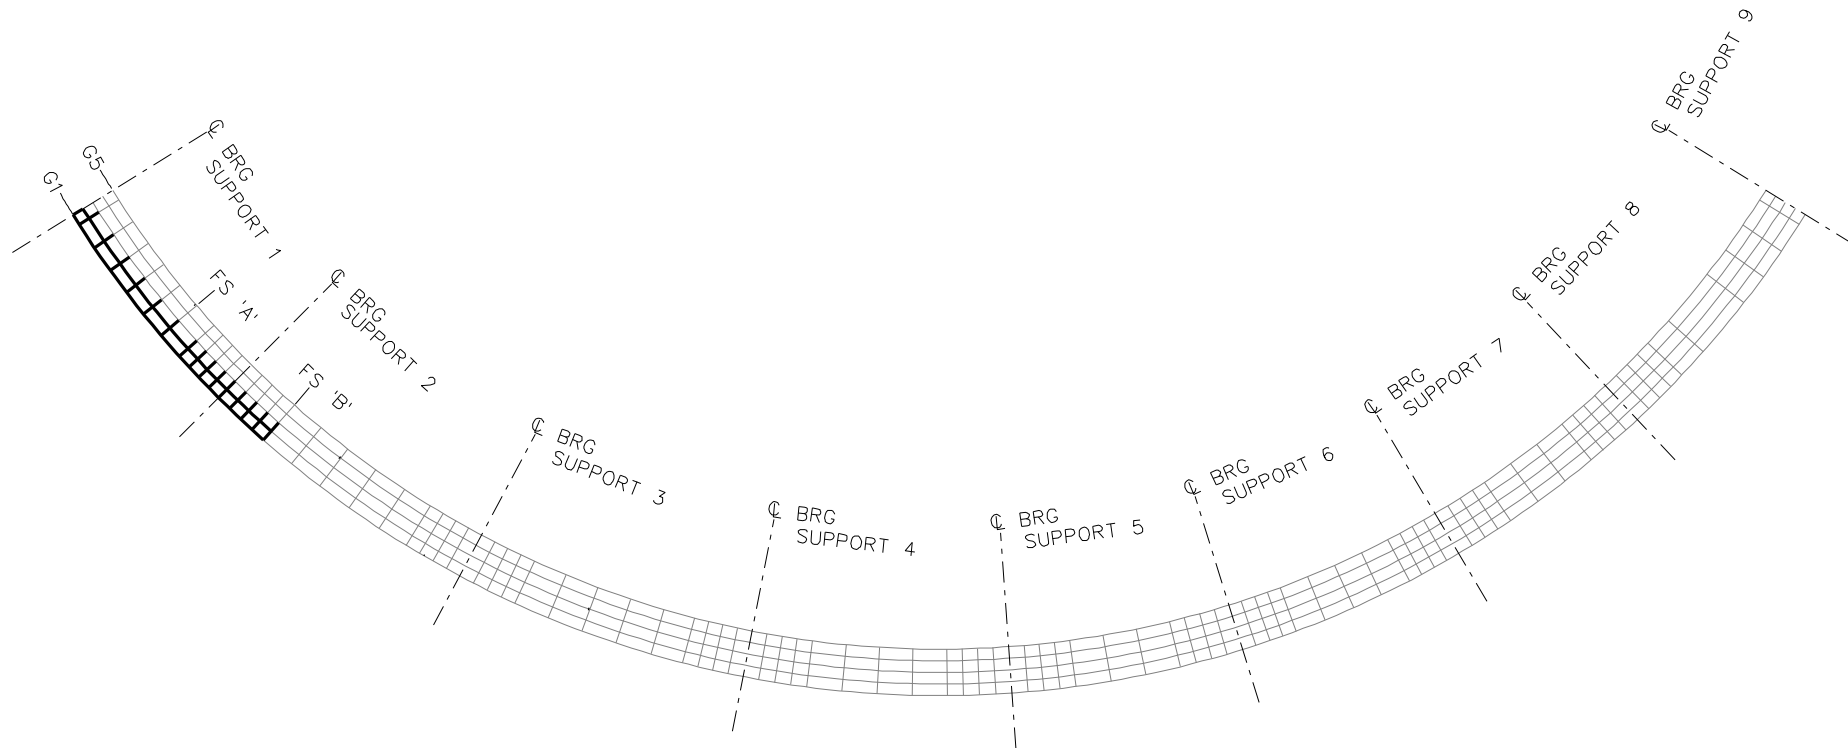 G1
G5
℄ BRG
SUPPORT 1
FS 'A'
℄ BRG
SUPPORT 2
FS 'B'
℄ BRG
SUPPORT 3
℄ BRG
SUPPORT 4
℄ BRG
SUPPORT 5
℄ BRG
SUPPORT 6
℄ BRG
SUPPORT 7
℄ BRG
SUPPORT 8
℄ BRG
SUPPORT 9